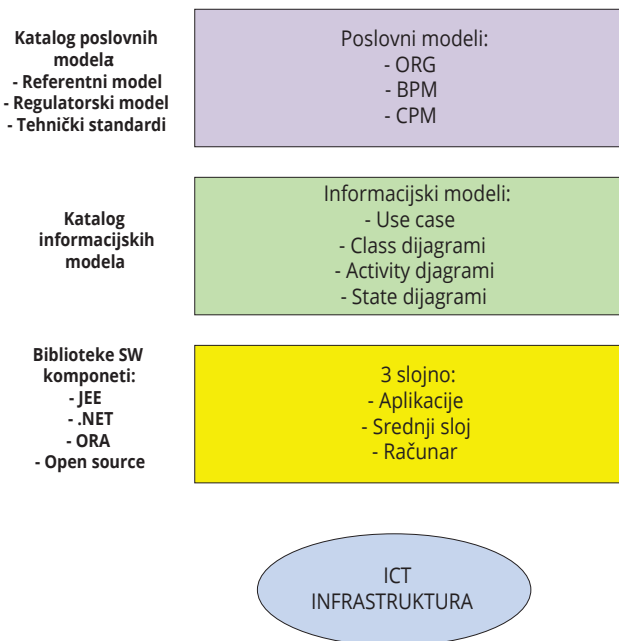 Katalog poslovnih
modela
- Referentni model
- Regulatorski model
- Tehnički standardi
Poslovni modeli:
- ORG
- BPM
- CPM
Katalog
informacijskih
modela
Informacijski modeli:
- Use case
- Class dijagrami
- Activity djagrami
- State dijagrami
Biblioteke SW
komponeti:
- JEE
- .NET
- ORA
- Open source
3 slojno:
- Aplikacije
- Srednji sloj
- Računar
ICT
INFRASTRUKTURA